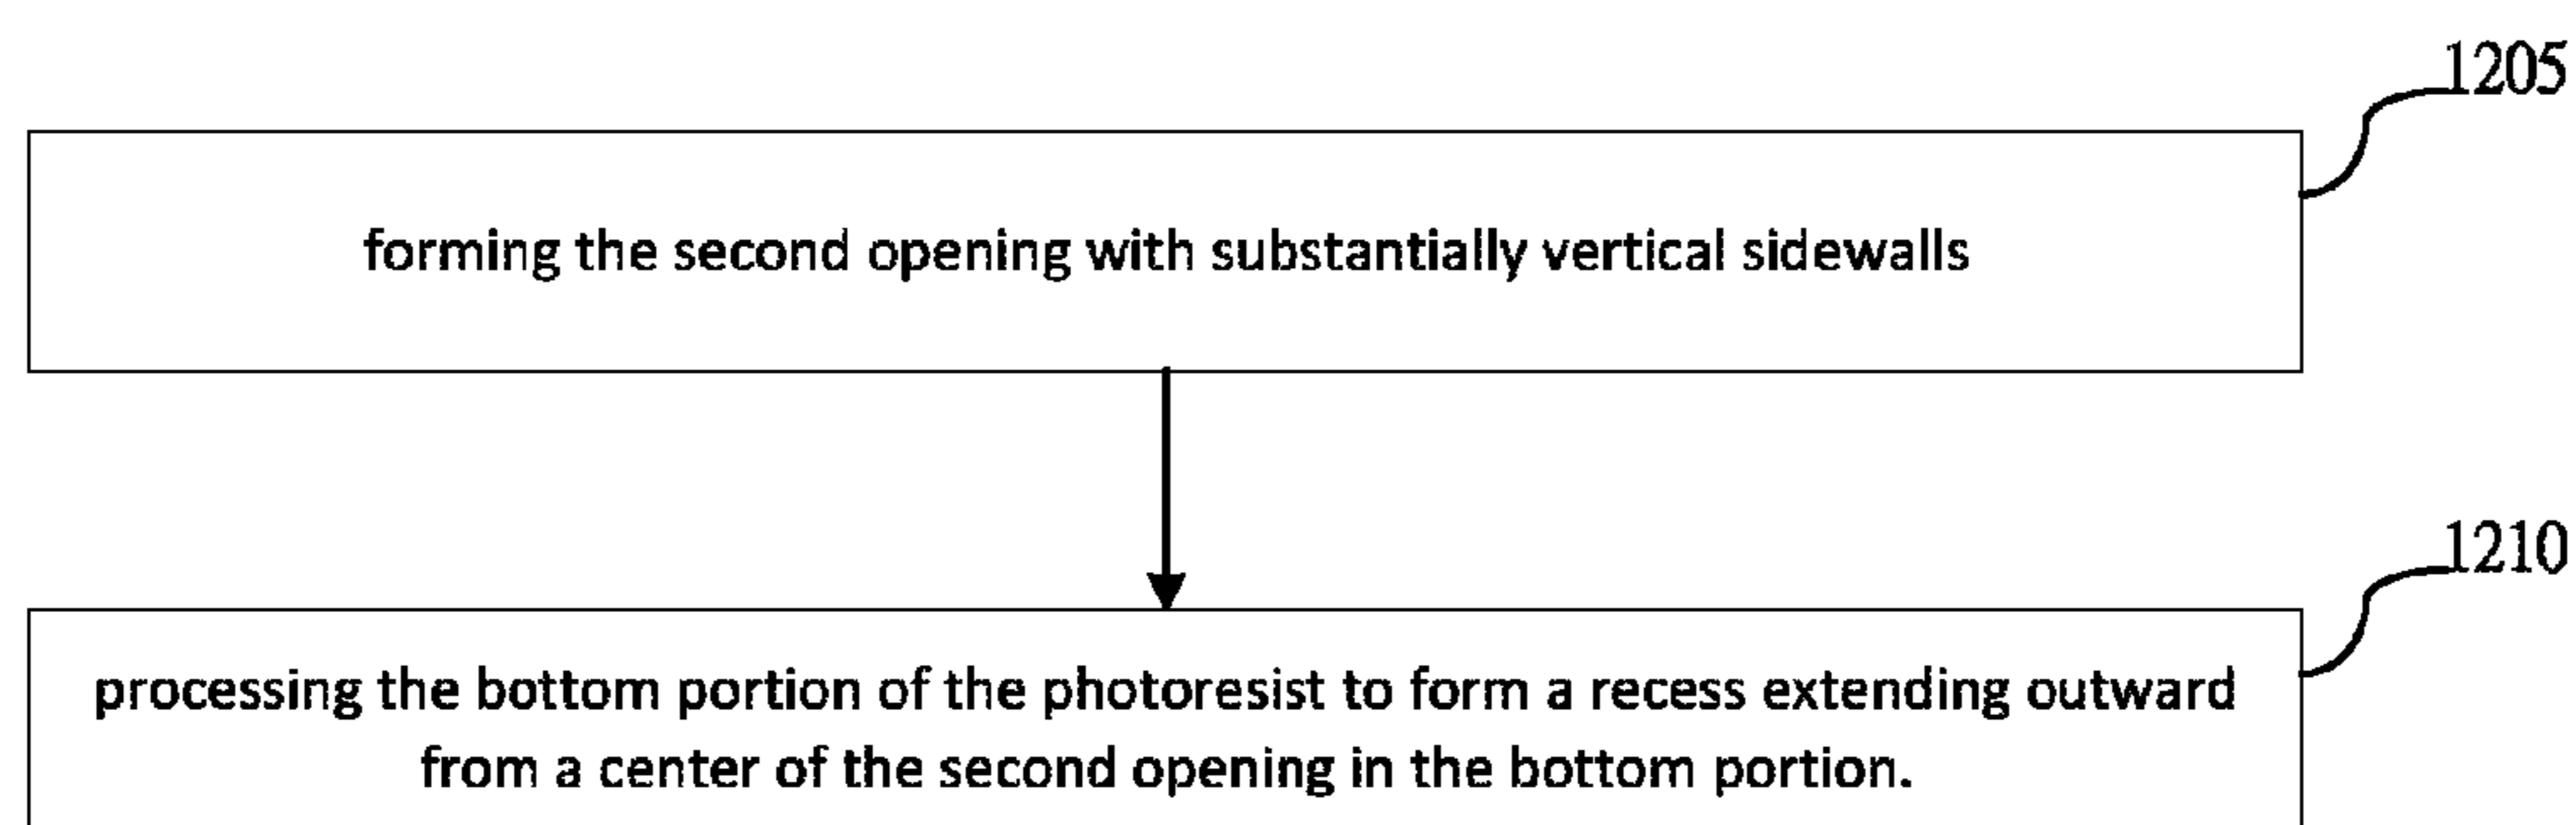 1205
forming the second opening with substantially vertical sidewalls
1210
processing the bottom portion of the photoresist to form a recess extending outward
from a center of the second opening in the bottom portion.